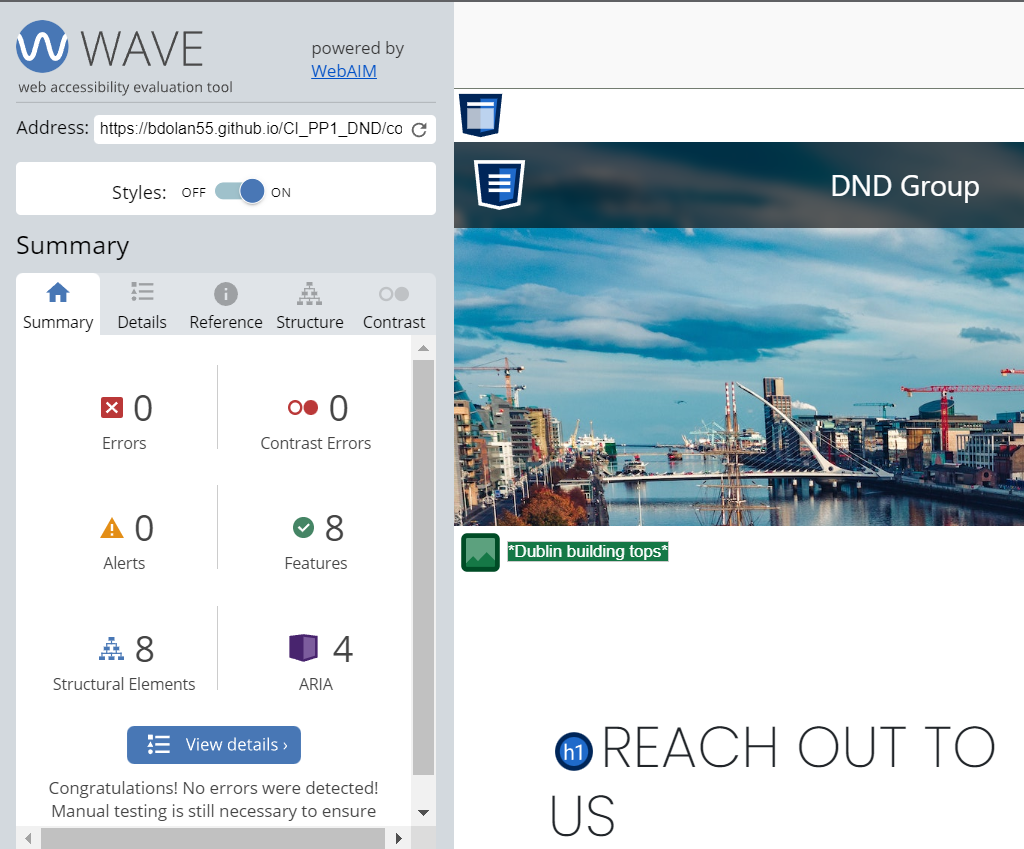 WAVE
powered by
WebAIM
web accessibility evaluation tool
Address: https://bdolan55.github.io/CI_PP1_DND/co
Styles: OFF ON
Summary
Summary Details Reference Structure Contrast
0 0
Errors Contrast Errors
0 8
Alerts Features
8 4
Structural Elements ARIA
View details ›
Congratulations! No errors were detected!
Manual testing is still necessary to ensure
DND Group
*Dublin building tops*
h1 REACH OUT TO
US